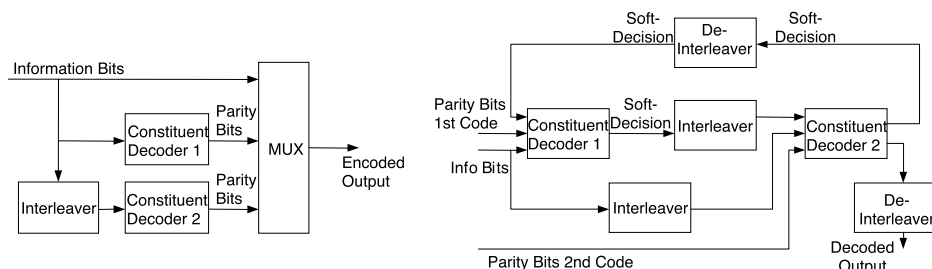 Information Bits
Parity
Bits
Constituent
Decoder 1
MUX
Encoded
Output
Interleaver
Constituent
Decoder 2
Parity
Bits
Soft-
Decision
De-
Interleaver
Soft-
Decision
Parity Bits
1st Code
Constituent
Decoder 1
Soft-
Decision
Interleaver
Constituent
Decoder 2
Info Bits
Interleaver
De-
Interleaver
Parity Bits 2nd Code
Decoded
Output